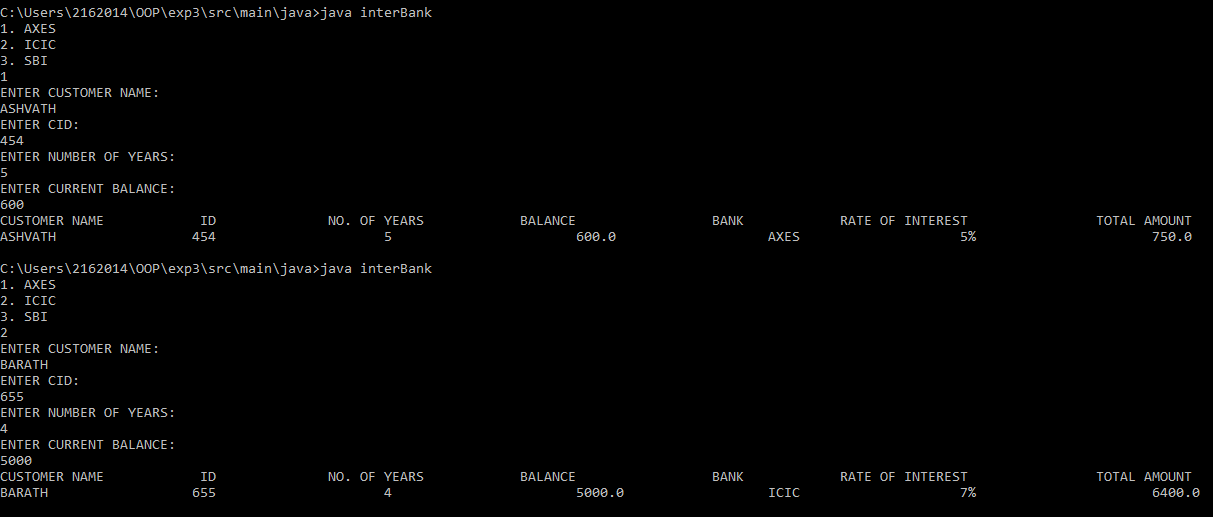 C:\Users\2162014\OOP\exp3\src\main\java>java interBank
1. AXES
2. ICIC
3. SBI
1
ENTER CUSTOMER NAME:
ASHVATH
ENTER CID:
454
ENTER NUMBER OF YEARS:
5
ENTER CURRENT BALANCE:
600
CUSTOMER NAME            ID              NO. OF YEARS            BALANCE                 BANK            RATE OF INTEREST                TOTAL AMOUNT
ASHVATH                 454                     5                       600.0                   AXES                    5%                      750.0
C:\Users\2162014\OOP\exp3\src\main\java>java interBank
1. AXES
2. ICIC
3. SBI
2
ENTER CUSTOMER NAME:
BARATH
ENTER CID:
655
ENTER NUMBER OF YEARS:
4
ENTER CURRENT BALANCE:
5000
CUSTOMER NAME            ID              NO. OF YEARS            BALANCE                 BANK            RATE OF INTEREST                TOTAL AMOUNT
BARATH                  655                     4                       5000.0                  ICIC                    7%                      6400.0